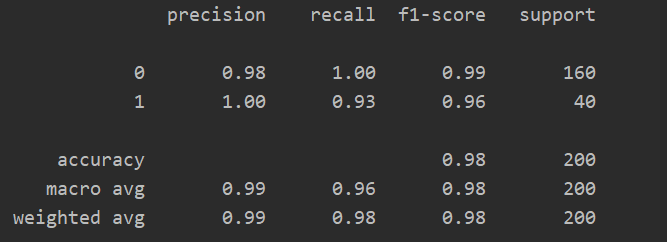 precision recall f1-score support
0 0.98 1.00 0.99 160
1 1.00 0.93 0.96 40
accuracy 0.98 200
macro avg 0.99 0.96 0.98 200
weighted avg 0.99 0.98 0.98 200